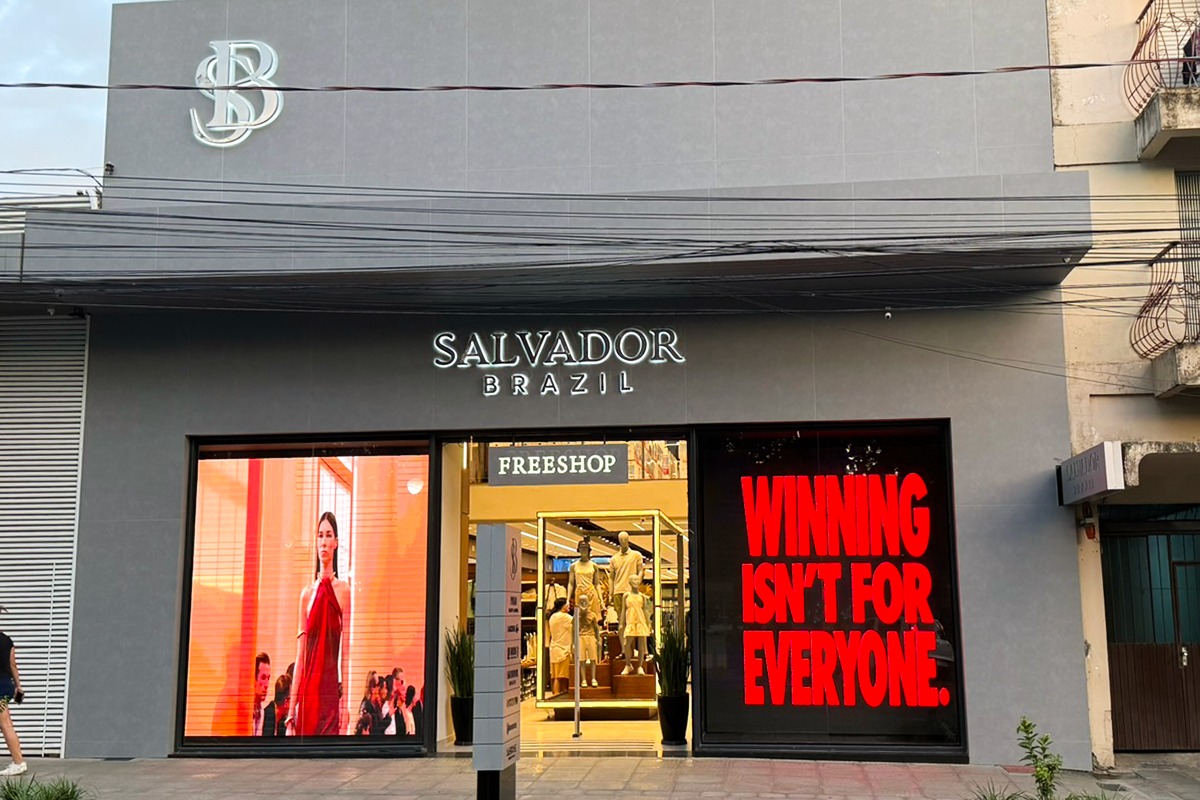 SB
SALVADOR
BRAZIL
FREESHOP
WINNING
ISN'T FOR
EVERYONE.